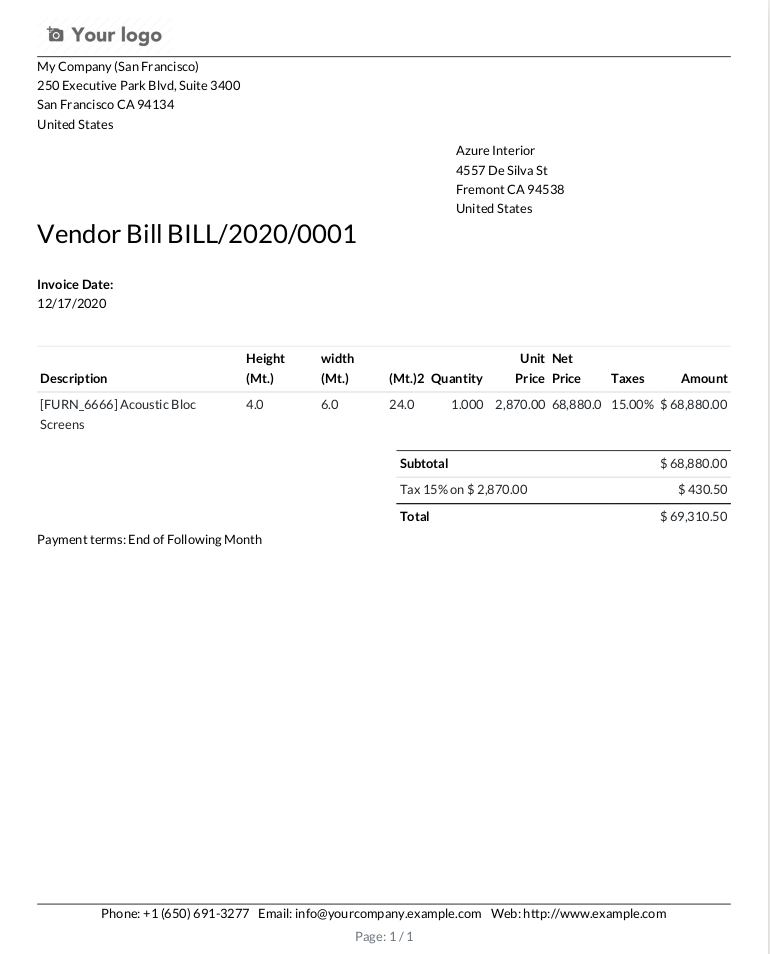 Your logo
My Company (San Francisco)
250 Executive Park Blvd, Suite 3400
San Francisco CA 94134
United States
Azure Interior
4557 De Silva St
Fremont CA 94538
United States
Vendor Bill BILL/2020/0001
Invoice Date:
12/17/2020
Height width Unit Net
Description (Mt.) (Mt.) (Mt.)2 Quantity Price Price Taxes Amount
[FURN_6666] Acoustic Bloc 4.0 6.0 24.0 1.000 2,870.00 68,880.0 15.00% $ 68,880.00
Screens
Subtotal $ 68,880.00
Tax 15% on $ 2,870.00 $ 430.50
Total $ 69,310.50
Payment terms: End of Following Month
Phone: +1 (650) 691-3277 Email: info@yourcompany.example.com Web: http://www.example.com
Page: 1 / 1